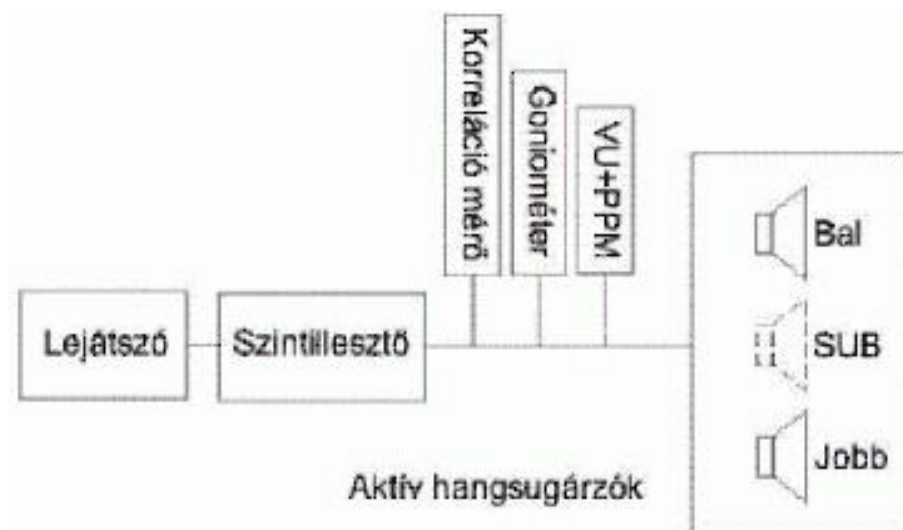 Korreláció mérő
Goniométer
VU+PPM
Bal
Lejátszó
Szintillesztő
SUB
Jobb
Aktív hangsugárzók